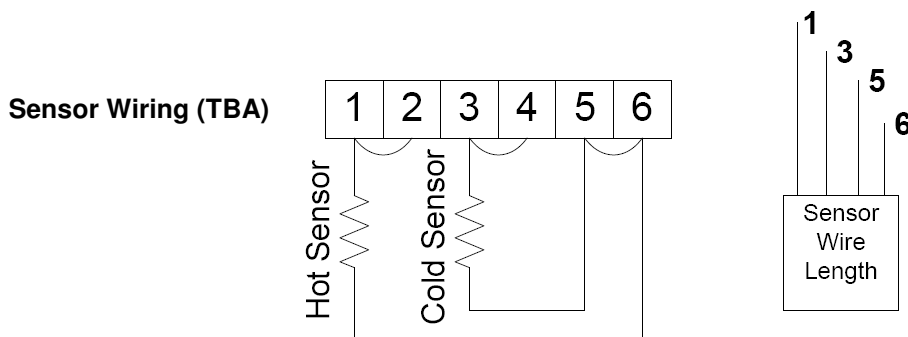 Sensor Wiring (TBA)
1 2 3 4 5 6
Hot Sensor
Cold Sensor
1
3
5
6
Sensor
Wire
Length